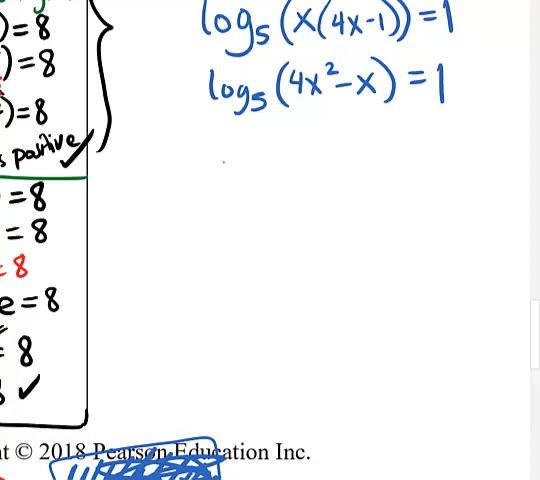 )=8
log₅(x(4x-1))=1
)=8
log₅(4x²-x)=1
)=8
s positive ✓
=8
=8
=8
e=8
= 8
✓
t © 2018 Pearson Education Inc.